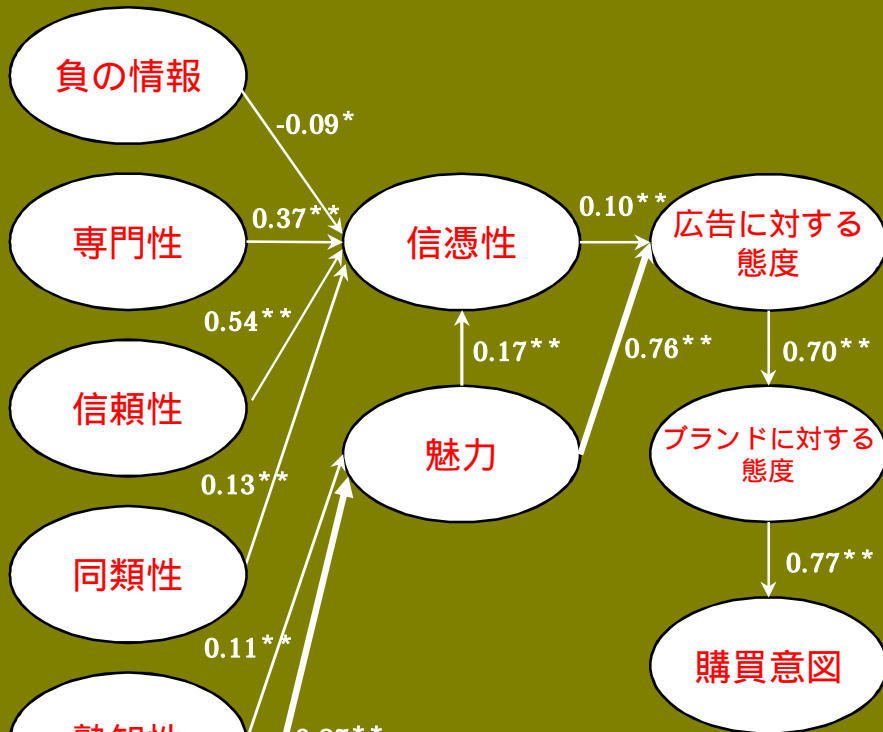 負の情報
-0.09*
専門性
0.37**
信憑性
0.10**
広告に対する
態度
0.54**
0.17**
0.76**
0.70**
信頼性
魅力
ブランドに対する
態度
0.13**
同類性
0.77**
0.11**
購買意図